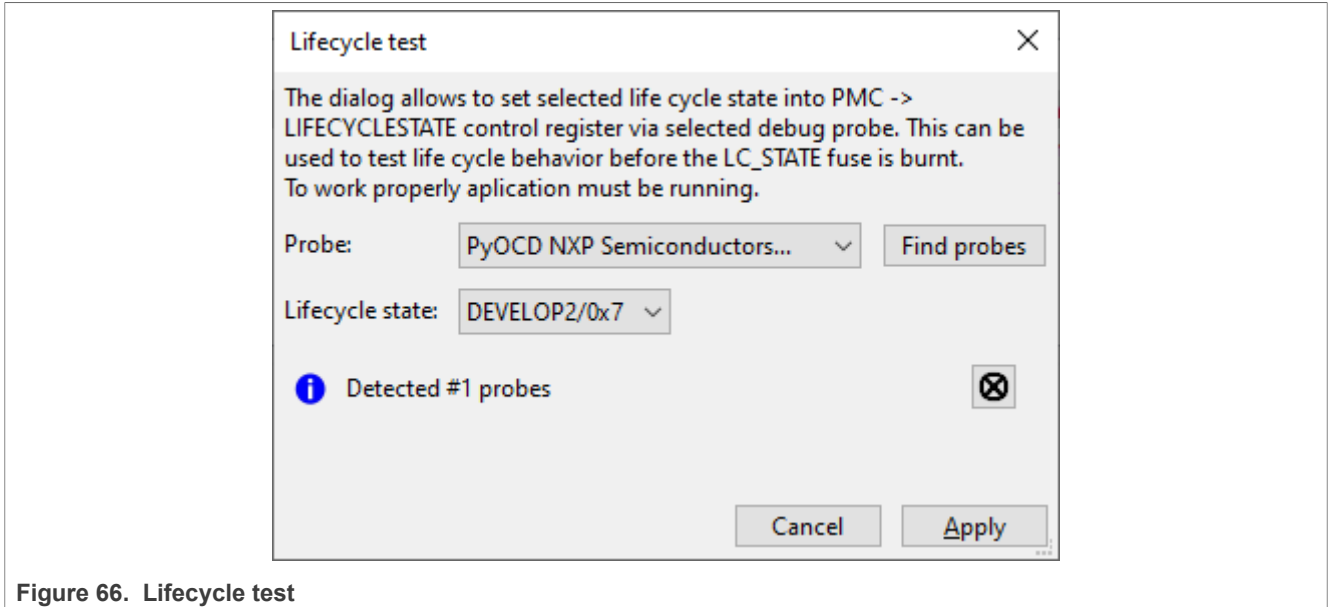 Lifecycle test
The dialog allows to set selected life cycle state into PMC ->
LIFECYCLESTATE control register via selected debug probe. This can be
used to test life cycle behavior before the LC_STATE fuse is burnt.
To work properly aplication must be running.
Probe: PyOCD NXP Semiconductors... Find probes
Lifecycle state: DEVELOP2/0x7
Detected #1 probes
Cancel Apply
Figure 66. Lifecycle test